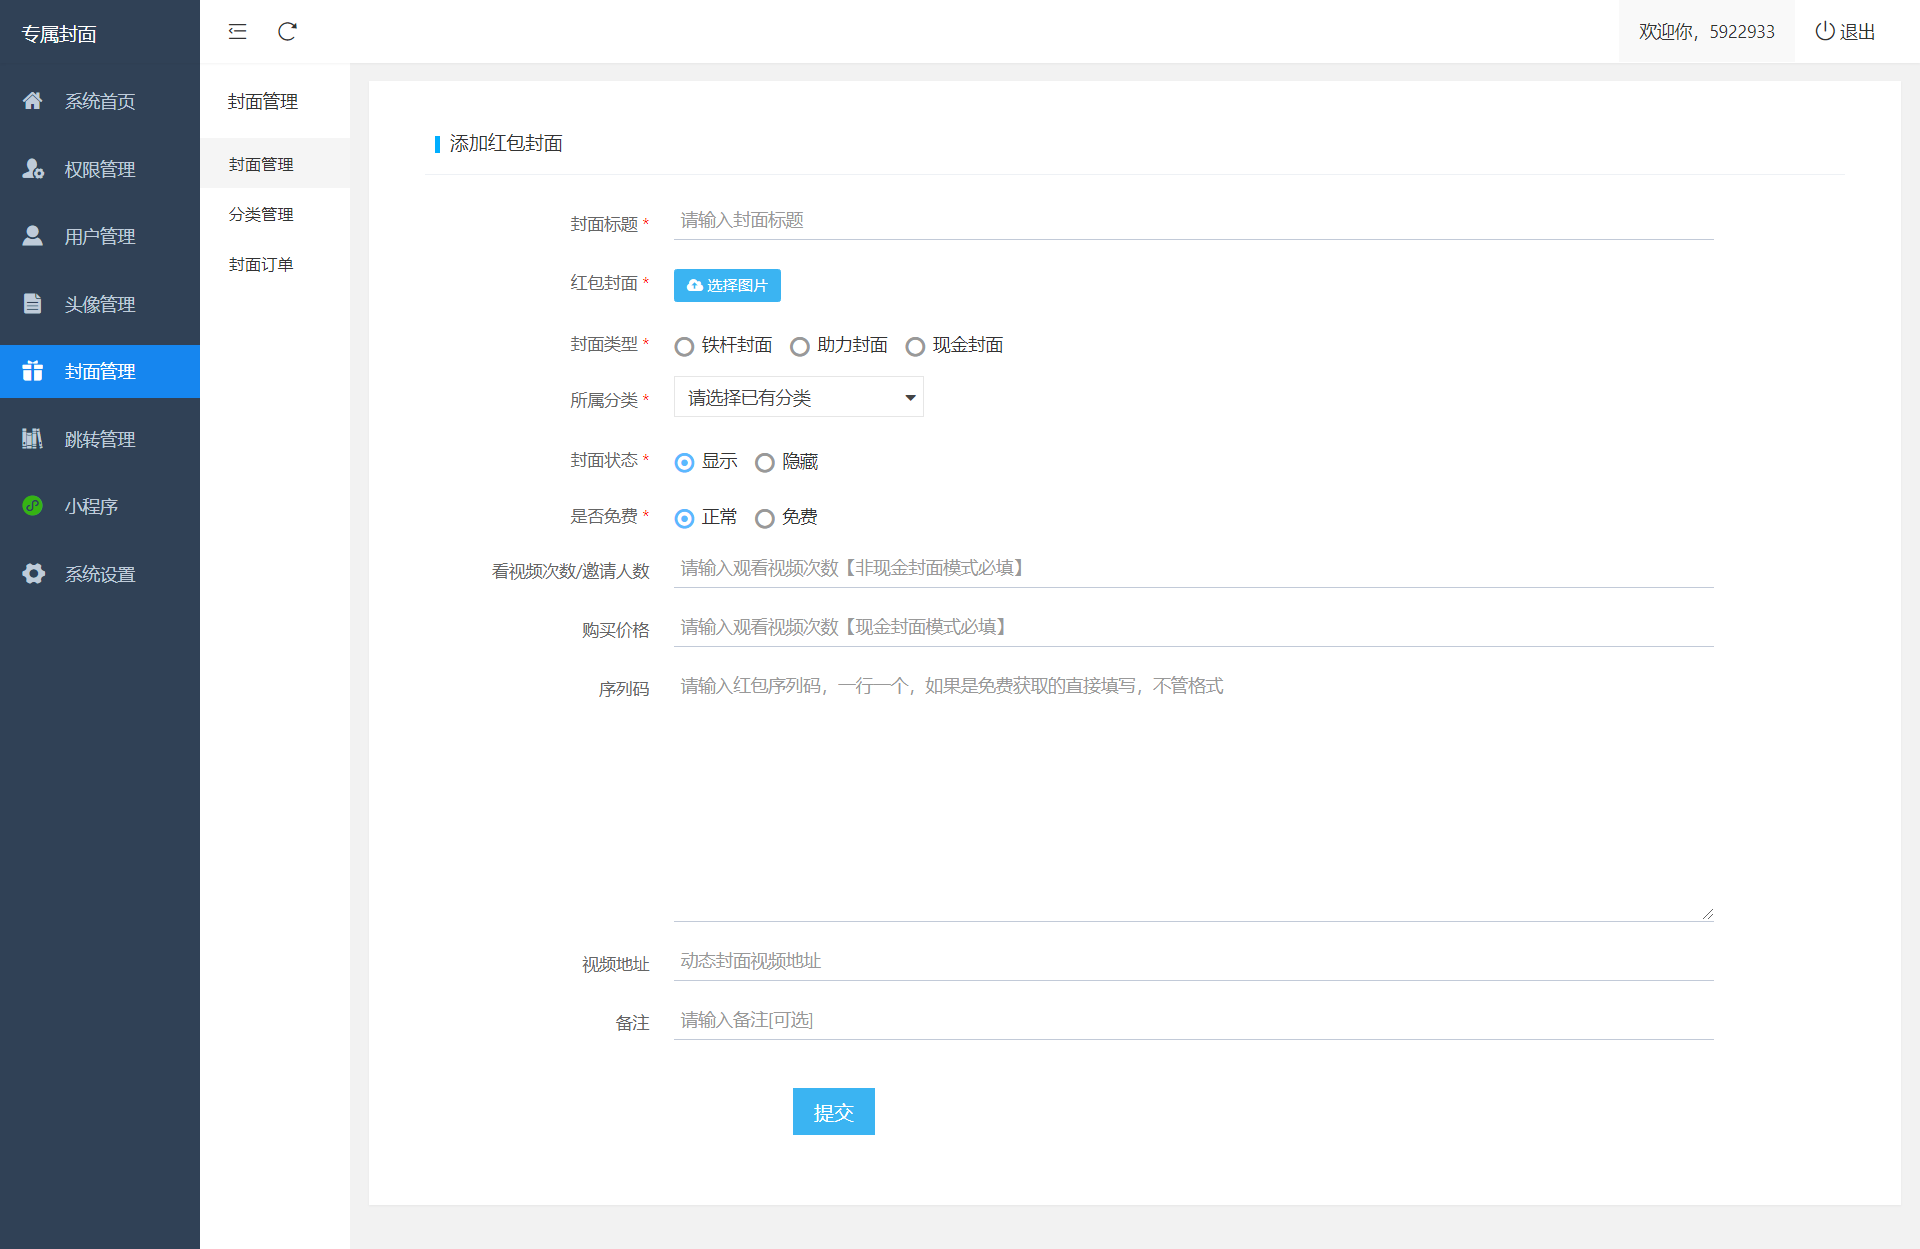 专属封面
欢迎你，5922933
退出
系统首页
权限管理
用户管理
头像管理
封面管理
跳转管理
小程序
系统设置
封面管理
封面管理
分类管理
封面订单
添加红包封面
封面标题 *
请输入封面标题
红包封面 *
选择图片
封面类型 *
铁杆封面 助力封面 现金封面
所属分类 *
请选择已有分类
封面状态 *
显示 隐藏
是否免费 *
正常 免费
看视频次数/邀请人数
请输入观看视频次数【非现金封面模式必填】
购买价格
请输入观看视频次数【现金封面模式必填】
序列码
请输入红包序列码，一行一个，如果是免费获取的直接填写，不管格式
视频地址
动态封面视频地址
备注
请输入备注[可选]
提交